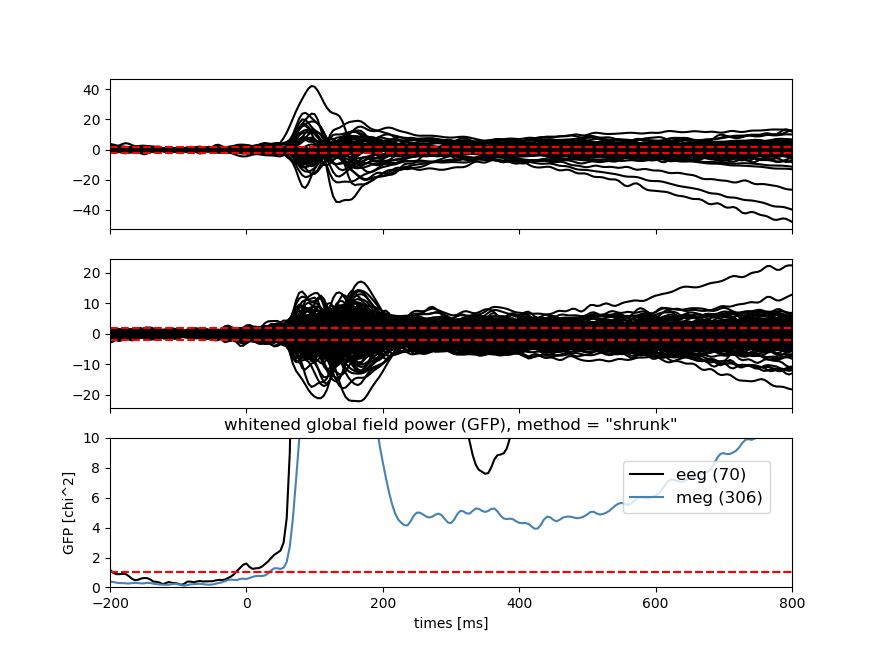 40
20
0
−20
−40
20
10
0
−10
−20
whitened global field power (GFP), method = "shrunk"
10
8
6
4
2
0
GFP [chi^2]
eeg (70)
meg (306)
−200 0 200 400 600 800
times [ms]